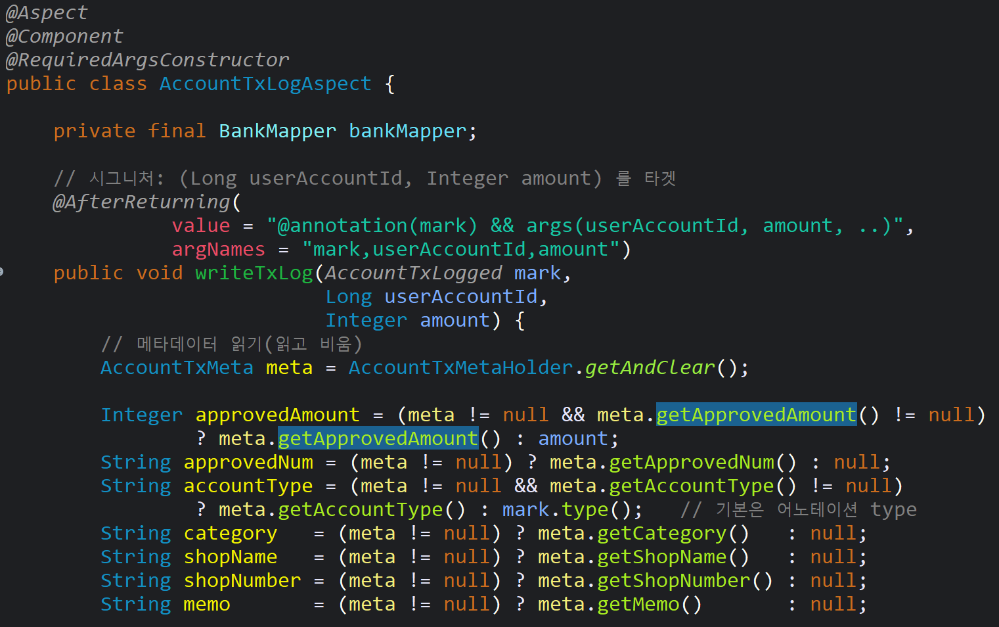 @Aspect
@Component
@RequiredArgsConstructor
public class AccountTxLogAspect {
private final BankMapper bankMapper;
// 시그니처: (Long userAccountId, Integer amount) 를 타겟
@AfterReturning(
value = "@annotation(mark) && args(userAccountId, amount, ..)",
argNames = "mark,userAccountId,amount")
public void writeTxLog(AccountTxLogged mark,
Long userAccountId,
Integer amount) {
// 메타데이터 읽기(읽고 비움)
AccountTxMeta meta = AccountTxMetaHolder.getAndClear();
Integer approvedAmount = (meta != null && meta.getApprovedAmount() != null)
? meta.getApprovedAmount() : amount;
String approvedNum = (meta != null) ? meta.getApprovedNum() : null;
String accountType = (meta != null && meta.getAccountType() != null)
? meta.getAccountType() : mark.type();   // 기본은 어노테이션 type
String category   = (meta != null) ? meta.getCategory()   : null;
String shopName   = (meta != null) ? meta.getShopName()   : null;
String shopNumber = (meta != null) ? meta.getShopNumber() : null;
String memo       = (meta != null) ? meta.getMemo()       : null;